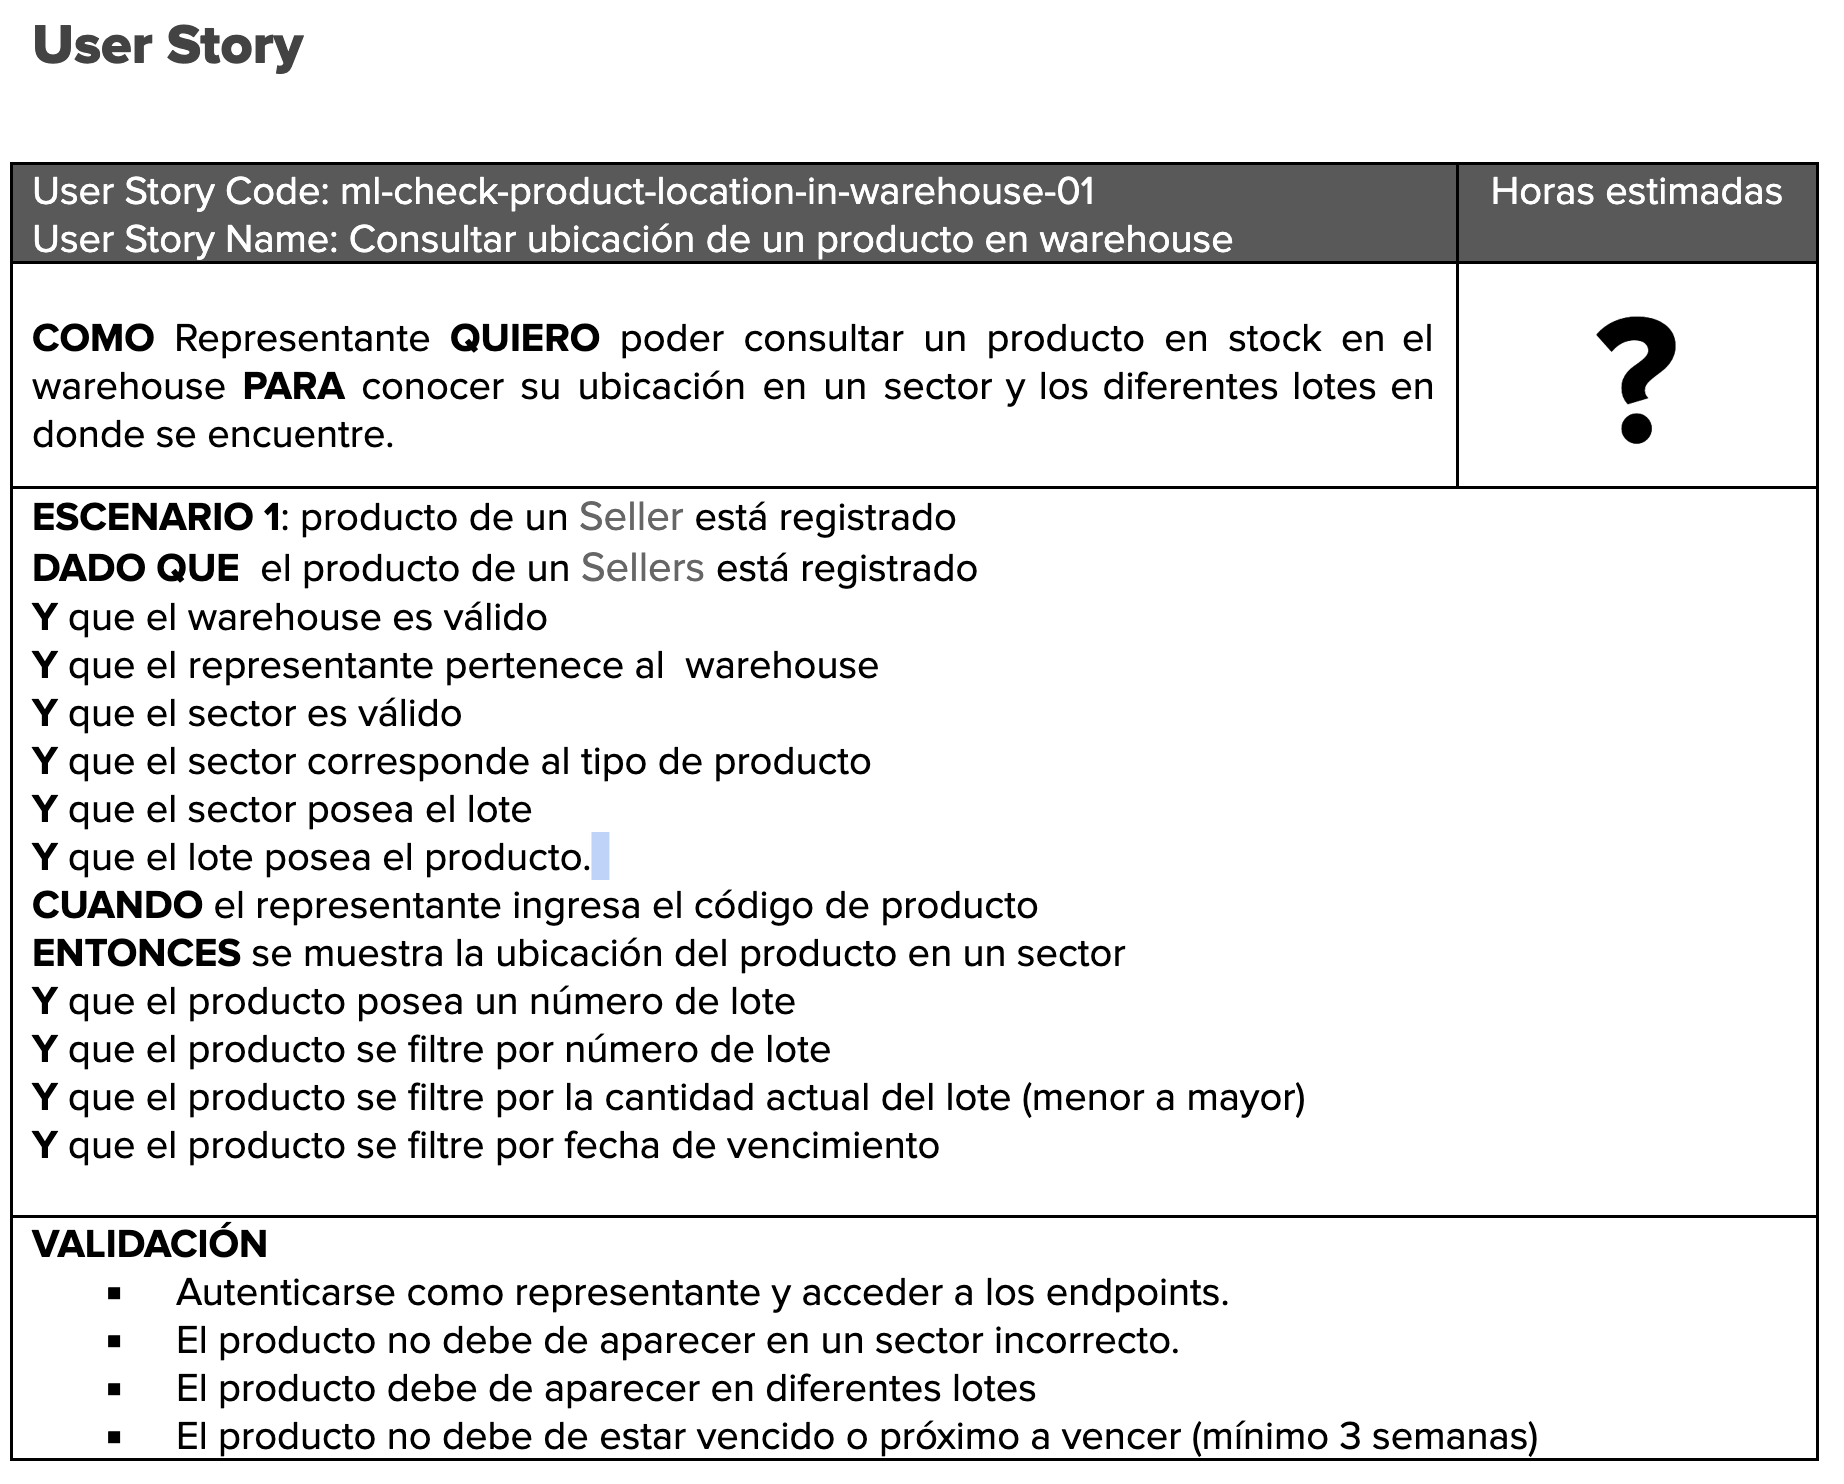 User Story
User Story Code: ml-check-product-location-in-warehouse-01
User Story Name: Consultar ubicación de un producto en warehouse
Horas estimadas
COMO Representante QUIERO poder consultar un producto en stock en el
warehouse PARA conocer su ubicación en un sector y los diferentes lotes en
donde se encuentre.
?
ESCENARIO 1: producto de un Seller está registrado
DADO QUE  el producto de un Sellers está registrado
Y que el warehouse es válido
Y que el representante pertenece al  warehouse
Y que el sector es válido
Y que el sector corresponde al tipo de producto
Y que el sector posea el lote
Y que el lote posea el producto.
CUANDO el representante ingresa el código de producto
ENTONCES se muestra la ubicación del producto en un sector
Y que el producto posea un número de lote
Y que el producto se filtre por número de lote
Y que el producto se filtre por la cantidad actual del lote (menor a mayor)
Y que el producto se filtre por fecha de vencimiento
VALIDACIÓN
▪ Autenticarse como representante y acceder a los endpoints.
▪ El producto no debe de aparecer en un sector incorrecto.
▪ El producto debe de aparecer en diferentes lotes
▪ El producto no debe de estar vencido o próximo a vencer (mínimo 3 semanas)